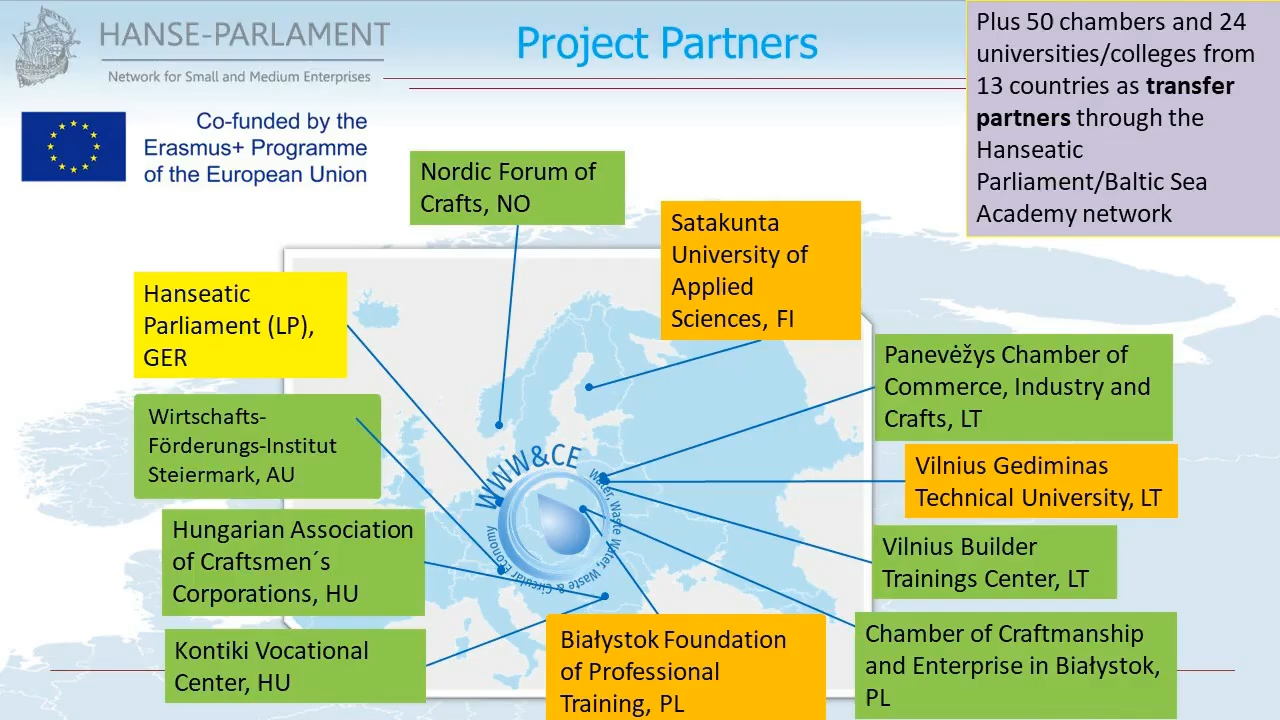 HANSE-PARLAMENT
Network for Small and Medium Enterprises
Project Partners
Plus 50 chambers and 24
universities/colleges from
13 countries as transfer
partners through the
Hanseatic
Parliament/Baltic Sea
Academy network
Co-funded by the
Erasmus+ Programme
of the European Union
Nordic Forum of
Crafts, NO
Satakunta
University of
Applied
Sciences, FI
Hanseatic
Parliament (LP),
GER
Panevėžys Chamber of
Commerce, Industry and
Crafts, LT
Wirtschafts-
Förderungs-Institut
Steiermark, AU
Vilnius Gediminas
Technical University, LT
WWW&CE
Water, Waste Water, Waste & Circular Economy
Hungarian Association
of Craftsmen´s
Corporations, HU
Vilnius Builder
Trainings Center, LT
Kontiki Vocational
Center, HU
Białystok Foundation
of Professional
Training, PL
Chamber of Craftmanship
and Enterprise in Białystok,
PL